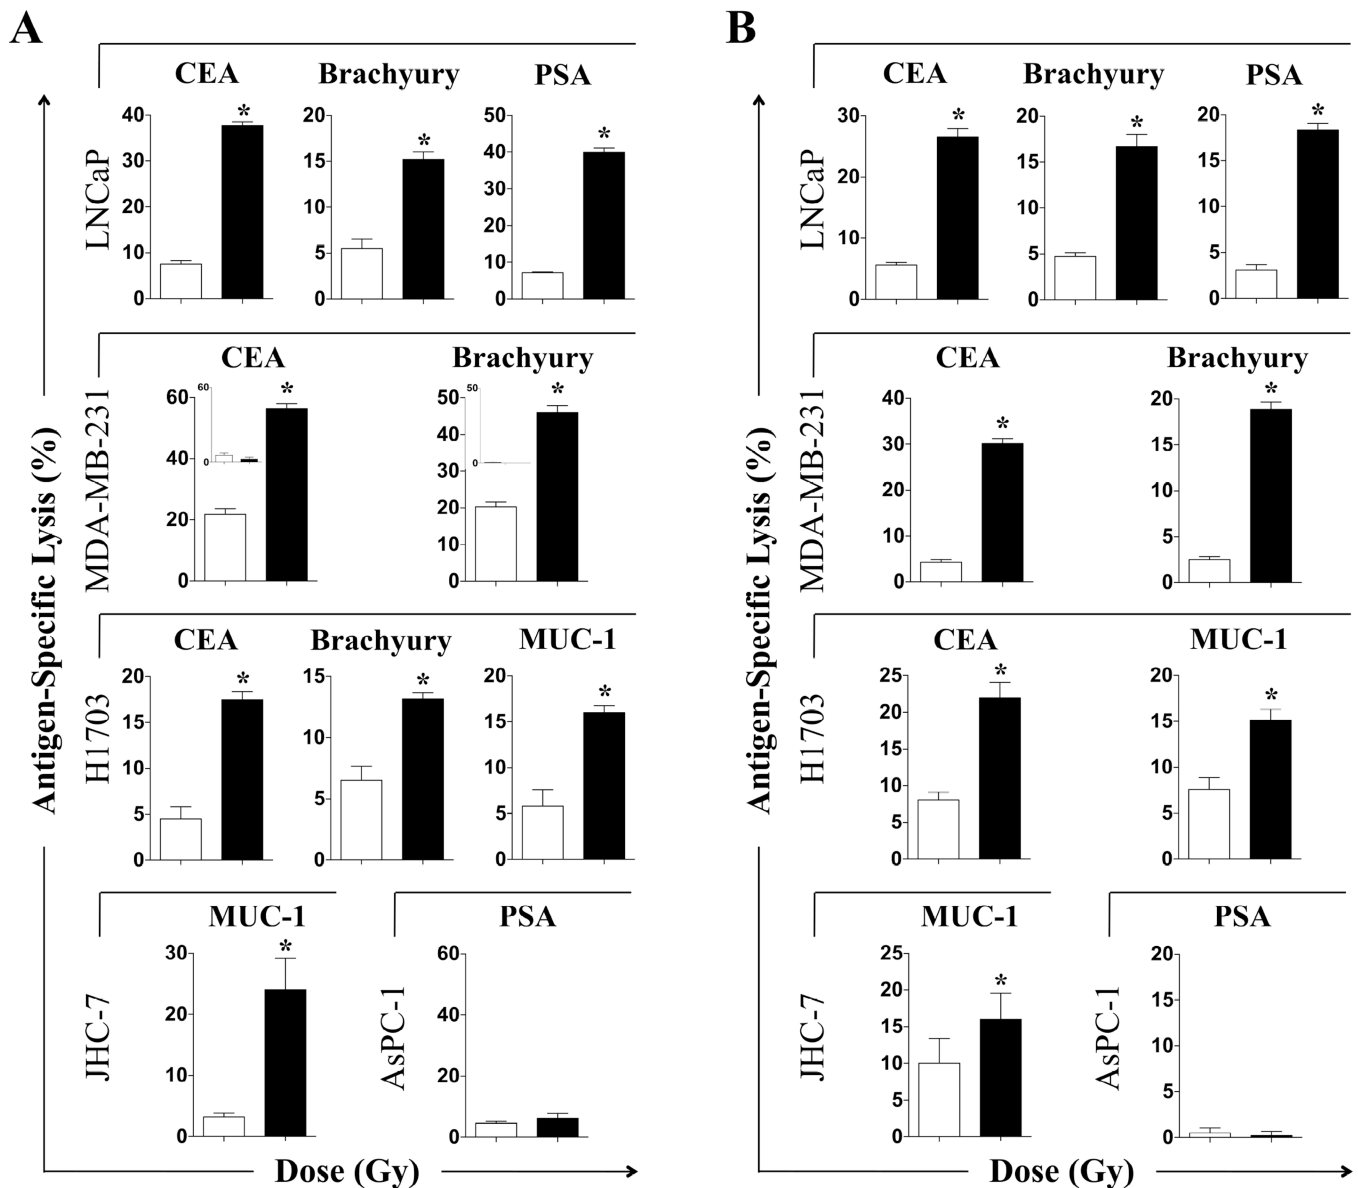 A
CEA Brachyury PSA
LNCaP
40 30 20 10 0
*
20 15 10 5 0
*
50 40 30 20 10 0
*
CEA Brachyury
MDA-MB-231
60 40 20 0
60 0
*
50 40 30 20 10 0
50 0
*
CEA Brachyury MUC-1
H1703
20 15 10 5 0
*
15 10 5 0
*
20 15 10 5 0
*
MUC-1 PSA
JHC-7
30 20 10 0
*
AsPC-1
60 40 20 0
Antigen-Specific Lysis (%)
Dose (Gy)
B
CEA Brachyury PSA
LNCaP
30 20 10 0
*
20 15 10 5 0
*
20 15 10 5 0
*
CEA Brachyury
MDA-MB-231
40 30 20 10 0
*
20 15 10 5 0
*
CEA MUC-1
H1703
25 20 15 10 5 0
*
20 15 10 5 0
*
MUC-1 PSA
JHC-7
25 20 15 10 5 0
*
AsPC-1
20 15 10 5 0
Antigen-Specific Lysis (%)
Dose (Gy)